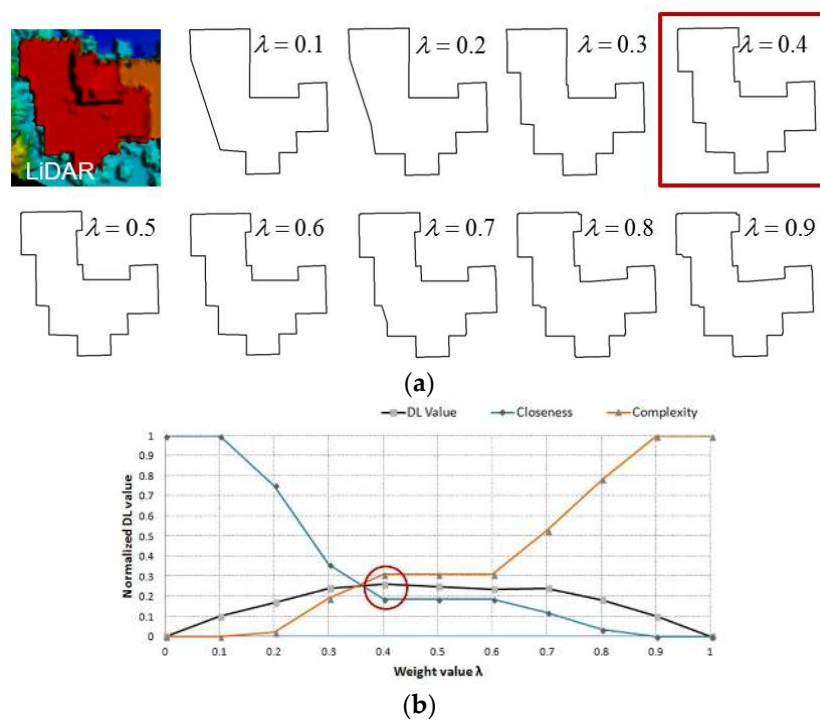 LiDAR
λ = 0.1
λ = 0.2
λ = 0.3
λ = 0.4
λ = 0.5
λ = 0.6
λ = 0.7
λ = 0.8
λ = 0.9
(a)
DL Value Closeness Complexity
Normalized DL value
1
0.9
0.8
0.7
0.6
0.5
0.4
0.3
0.2
0.1
0
0 0.1 0.2 0.3 0.4 0.5 0.6 0.7 0.8 0.9 1
Weight value λ
(b)